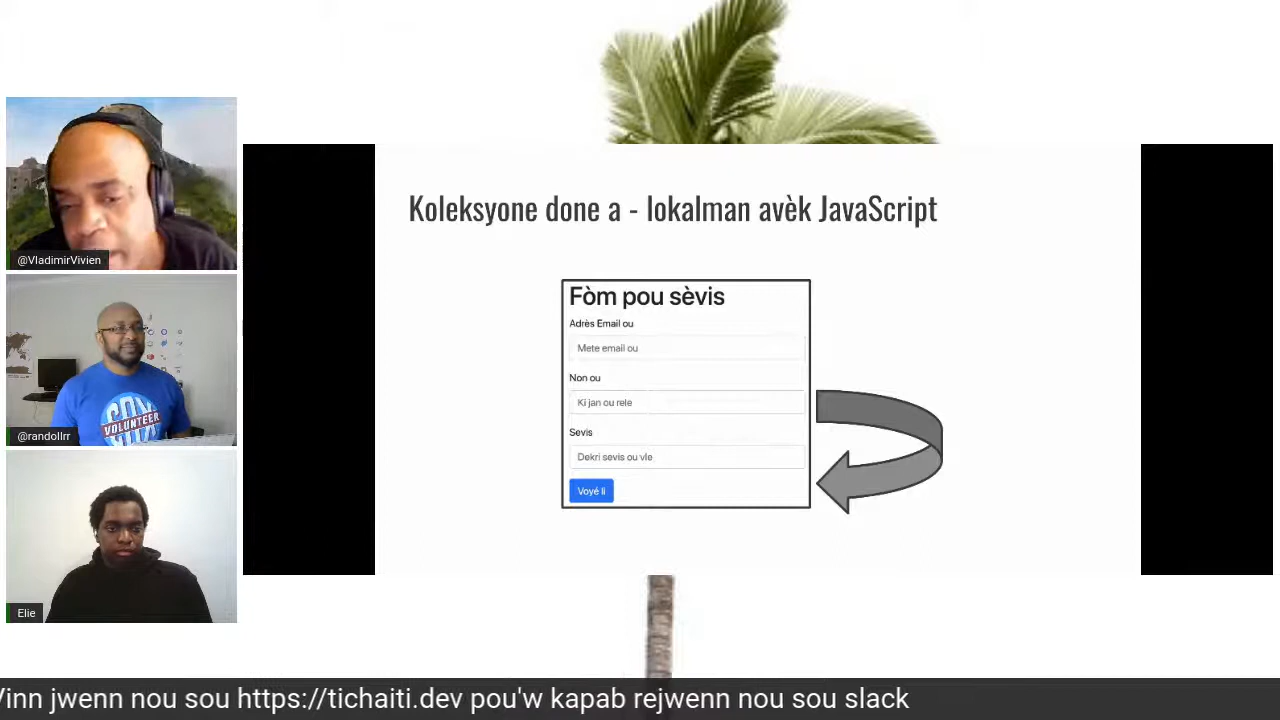 @VladimirVivien
@randollrr
VOLUNTEER
Elie
Koleksyone done a - lokalman avèk JavaScript
Fòm pou sèvis
Adrès Email ou
Mete email ou
Non ou
Ki jan ou rele
Sevis
Dekri sevis ou vle
Voyé li
Vinn jwenn nou sou https://tichaiti.dev pou'w kapab rejwenn nou sou slack